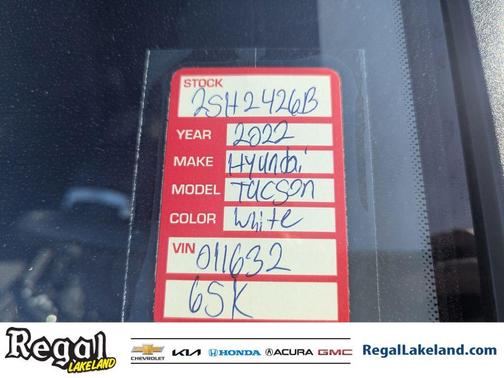 STOCK
2SH2426B
YEAR 2022
MAKE Hyundai
MODEL TUCSON
COLOR White
VIN 011632
65K
Regal LAKELAND CHEVROLET KIA HONDA ACURA GMC RegalLakeland.com